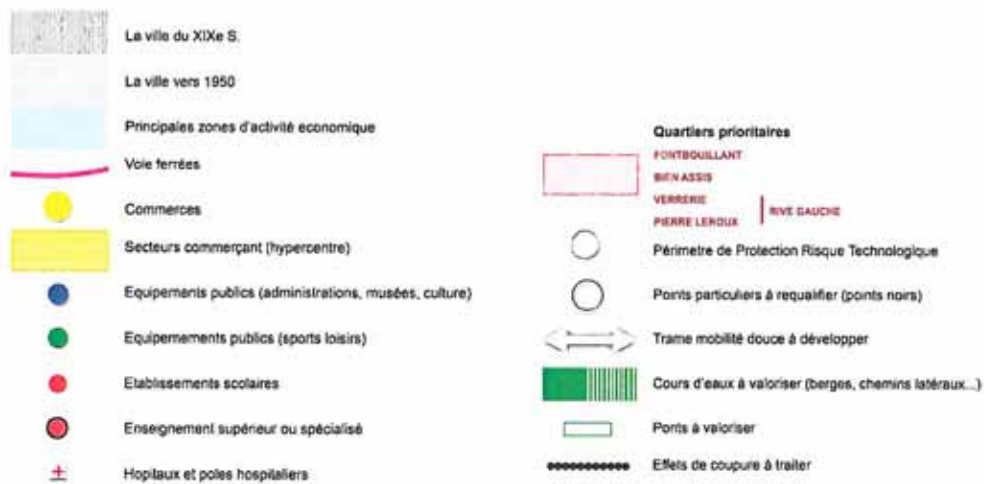 La ville du XIXe S.
La ville vers 1950
Principales zones d'activité economique
Voie ferrées
Commerces
Secteurs commerçant (hypercentre)
Equipements publics (administrations, musées, culture)
Equipemements publics (sports loisirs)
Etablissements scolaires
Enseignement supérieur ou spécialisé
Hopitaux et poles hospitaliers
Quartiers prioritaires
FONTBOUILLANT
BIEN ASSIS
VERRERIE
PIERRE LEROUX
RIVE GAUCHE
Périmetre de Protection Risque Technologique
Points particuliers à requalifier (points noirs)
Trame mobilité douce à développer
Cours d'eaux à valoriser (berges, chemins latéraux...)
Ponts à valoriser
Effets de coupure à traiter